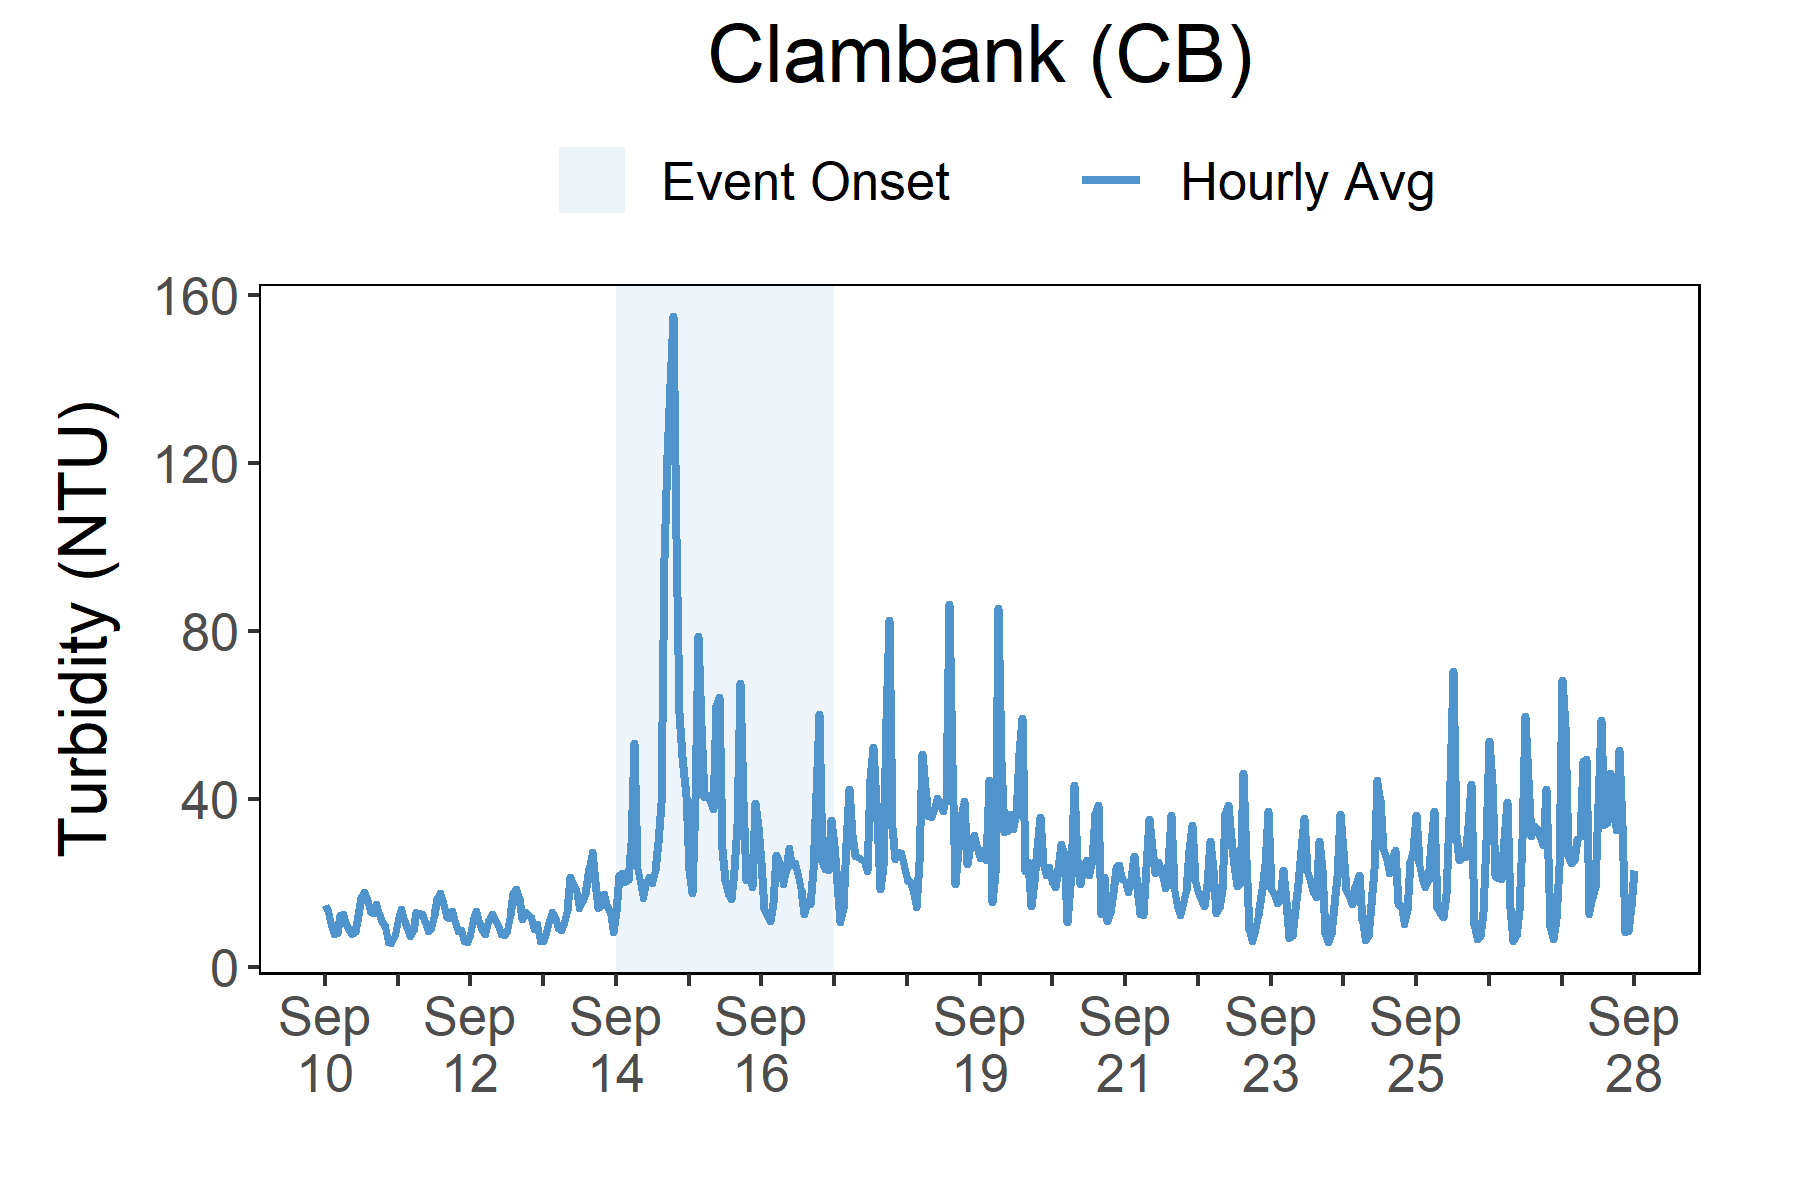 Clambank (CB)
Event Onset
Hourly Avg
Turbidity (NTU)
160
120
80
40
0
Sep 10
Sep 12
Sep 14
Sep 16
Sep 19
Sep 21
Sep 23
Sep 25
Sep 28